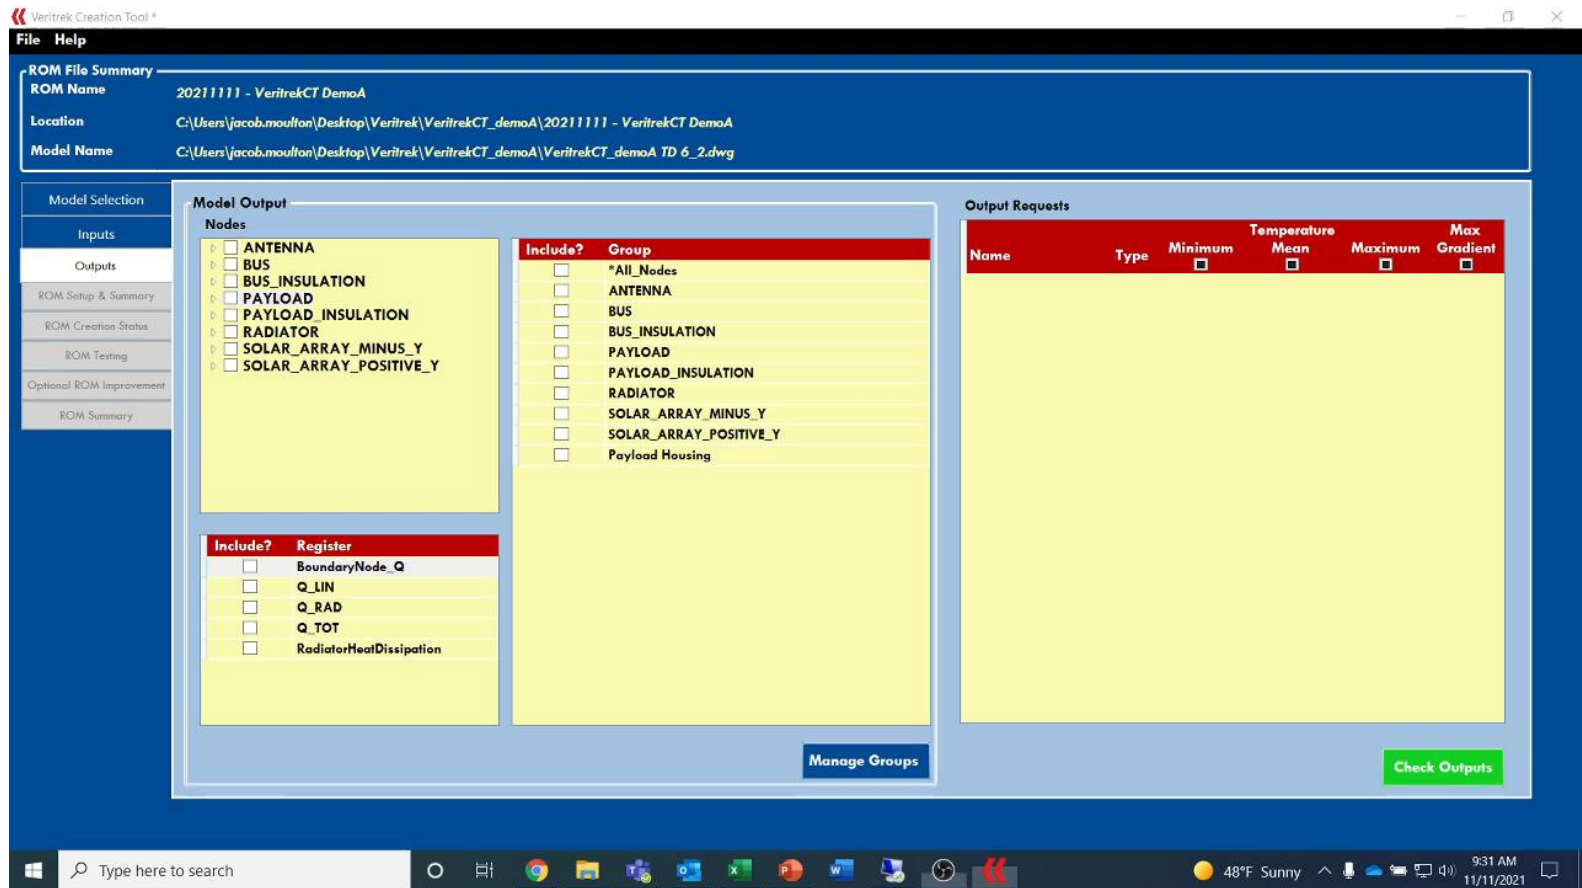 Veritrek Creation Tool *
File Help
ROM File Summary
ROM Name 20211111 - VeritrekCT DemoA
Location C:\Users\jacob.moulton\Desktop\Veritrek\VeritrekCT_demoA\20211111 - VeritrekCT DemoA
Model Name C:\Users\jacob.moulton\Desktop\Veritrek\VeritrekCT_demoA\VeritrekCT_demoA TD 6_2.dwg
Model Selection
Inputs
Outputs
ROM Setup & Summary
ROM Creation Status
ROM Testing
Optional ROM Improvement
ROM Summary
Model Output
Nodes
ANTENNA
BUS
BUS_INSULATION
PAYLOAD
PAYLOAD_INSULATION
RADIATOR
SOLAR_ARRAY_MINUS_Y
SOLAR_ARRAY_POSITIVE_Y
Include? Register
BoundaryNode_Q
Q_LIN
Q_RAD
Q_TOT
RadiatorHeatDissipation
Include? Group
*All_Nodes
ANTENNA
BUS
BUS_INSULATION
PAYLOAD
PAYLOAD_INSULATION
RADIATOR
SOLAR_ARRAY_MINUS_Y
SOLAR_ARRAY_POSITIVE_Y
Payload Housing
Manage Groups
Output Requests
Temperature Max
Name Type Minimum Mean Maximum Gradient
Check Outputs
Type here to search
48°F Sunny
9:31 AM
11/11/2021